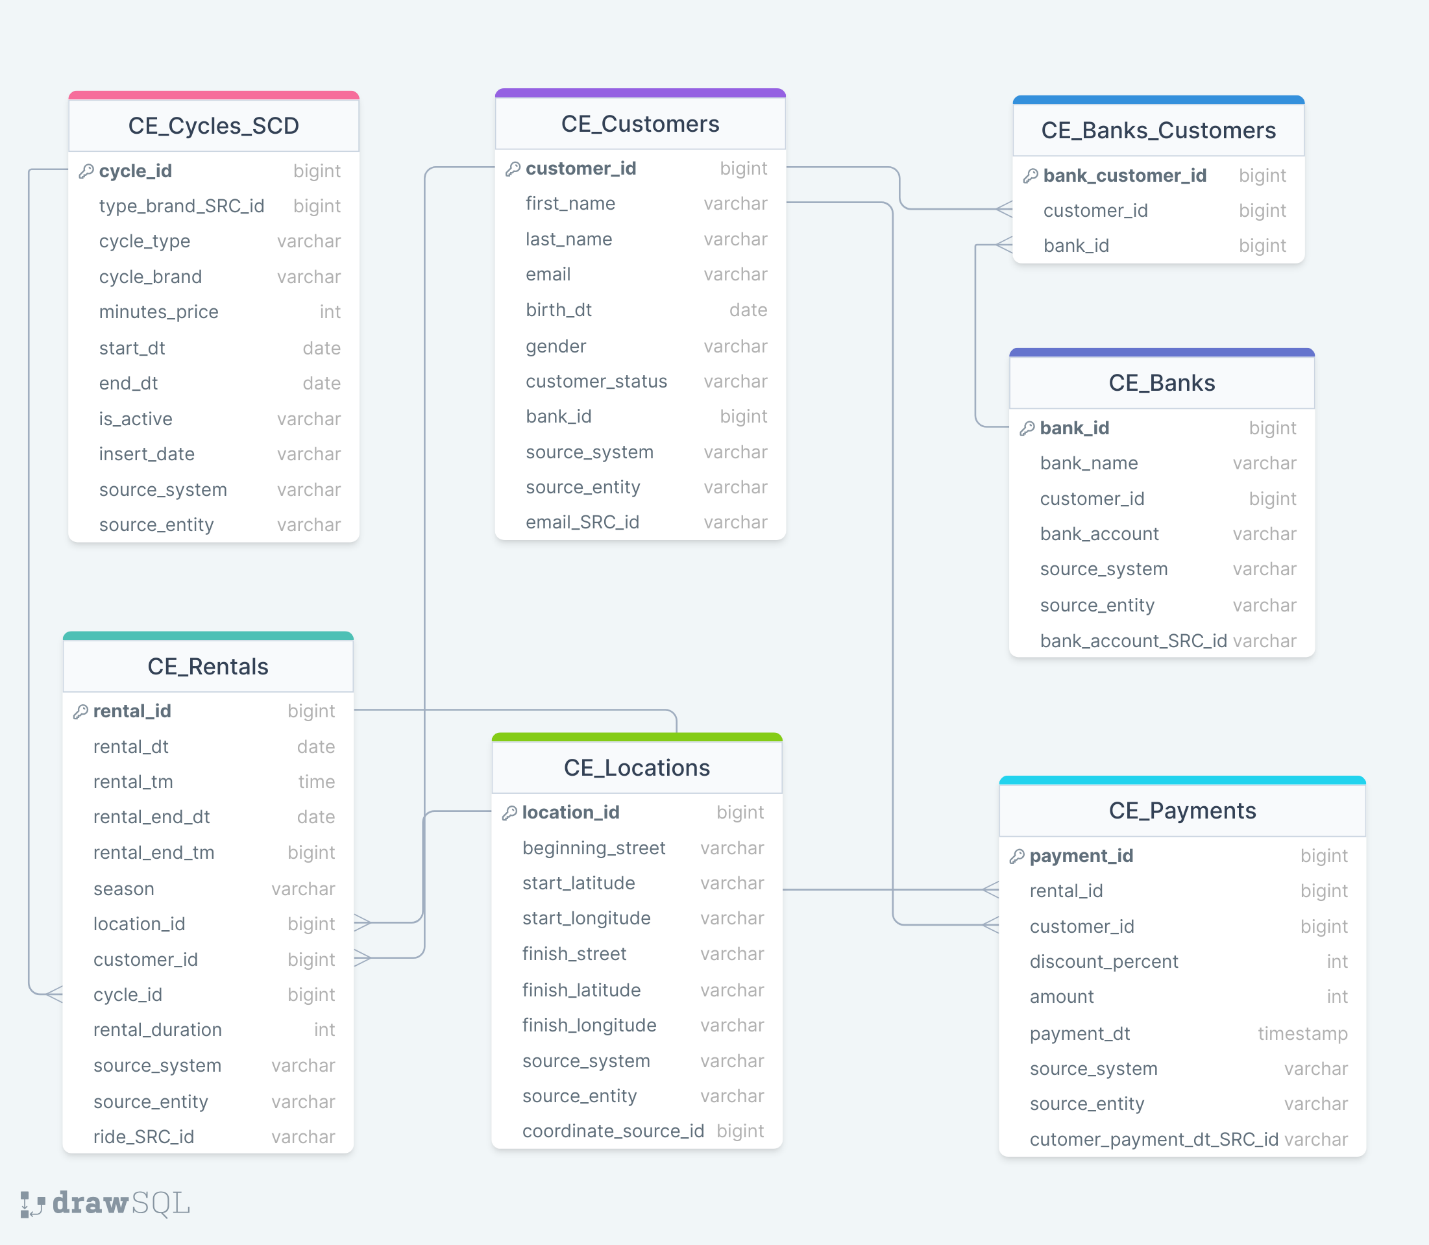 CE_Cycles_SCD
cycle_id bigint
type_brand_SRC_id bigint
cycle_type varchar
cycle_brand varchar
minutes_price int
start_dt date
end_dt date
is_active varchar
insert_date varchar
source_system varchar
source_entity varchar
CE_Customers
customer_id bigint
first_name varchar
last_name varchar
email varchar
birth_dt date
gender varchar
customer_status varchar
bank_id bigint
source_system varchar
source_entity varchar
email_SRC_id varchar
CE_Banks_Customers
bank_customer_id bigint
customer_id bigint
bank_id bigint
CE_Banks
bank_id bigint
bank_name varchar
customer_id bigint
bank_account varchar
source_system varchar
source_entity varchar
bank_account_SRC_id varchar
CE_Rentals
rental_id bigint
rental_dt date
rental_tm time
rental_end_dt date
rental_end_tm bigint
season varchar
location_id bigint
customer_id bigint
cycle_id bigint
rental_duration int
source_system varchar
source_entity varchar
ride_SRC_id varchar
CE_Locations
location_id bigint
beginning_street varchar
start_latitude varchar
start_longitude varchar
finish_street varchar
finish_latitude varchar
finish_longitude varchar
source_system varchar
source_entity varchar
coordinate_source_id bigint
CE_Payments
payment_id bigint
rental_id bigint
customer_id bigint
discount_percent int
amount int
payment_dt timestamp
source_system varchar
source_entity varchar
cutomer_payment_dt_SRC_id varchar
drawSQL